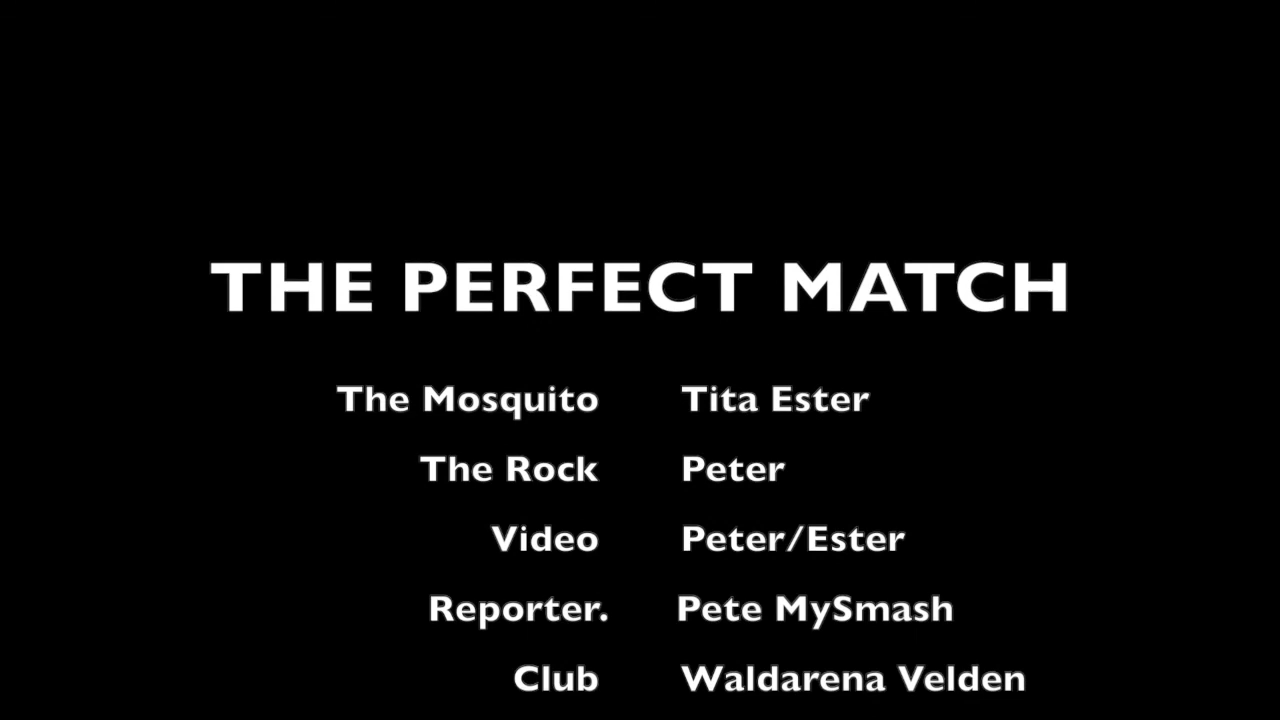 THE PERFECT MATCH
The Mosquito Tita Ester
The Rock Peter
Video Peter/Ester
Reporter. Pete MySmash
Club Waldarena Velden